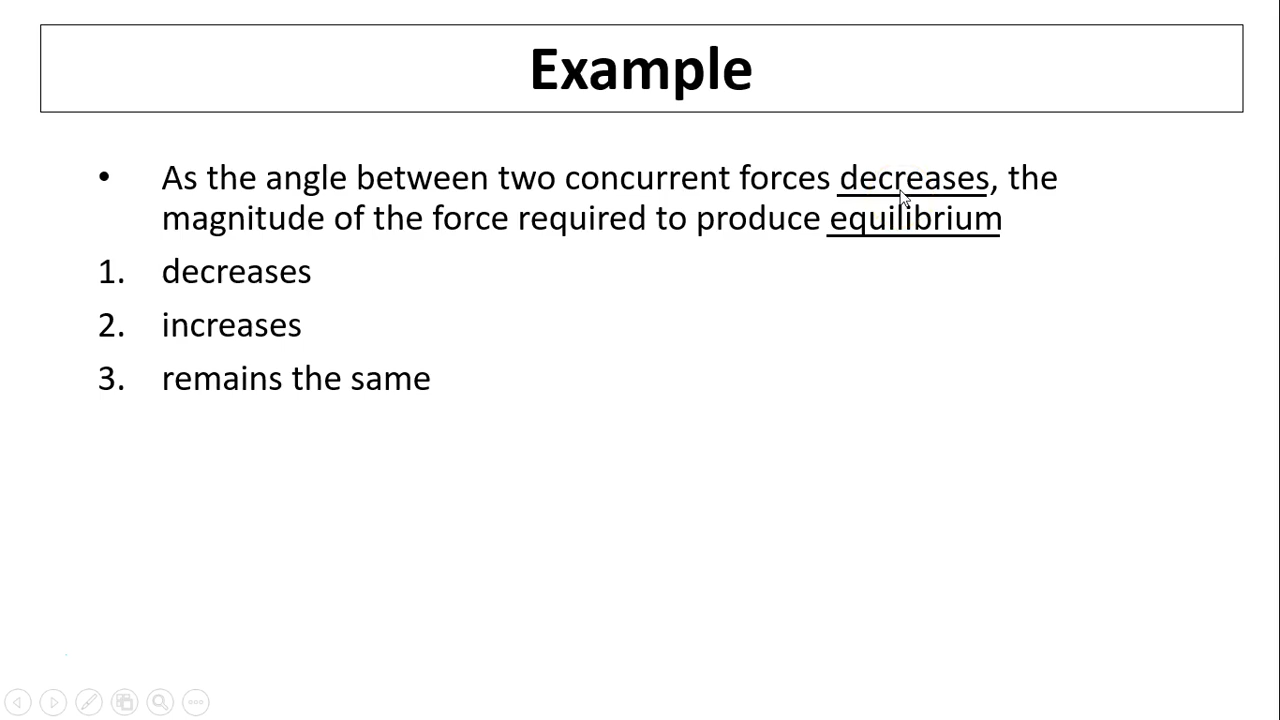 Example
• As the angle between two concurrent forces decreases, the
magnitude of the force required to produce equilibrium
1. decreases
2. increases
3. remains the same